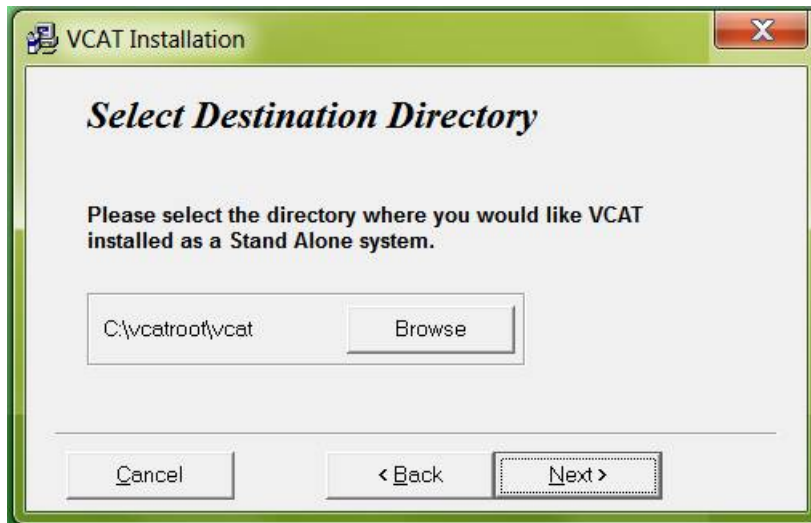 VCAT Installation
X
Select Destination Directory
Please select the directory where you would like VCAT
installed as a Stand Alone system.
C:\vcatroot\vcat
Browse
Cancel
< Back
Next >